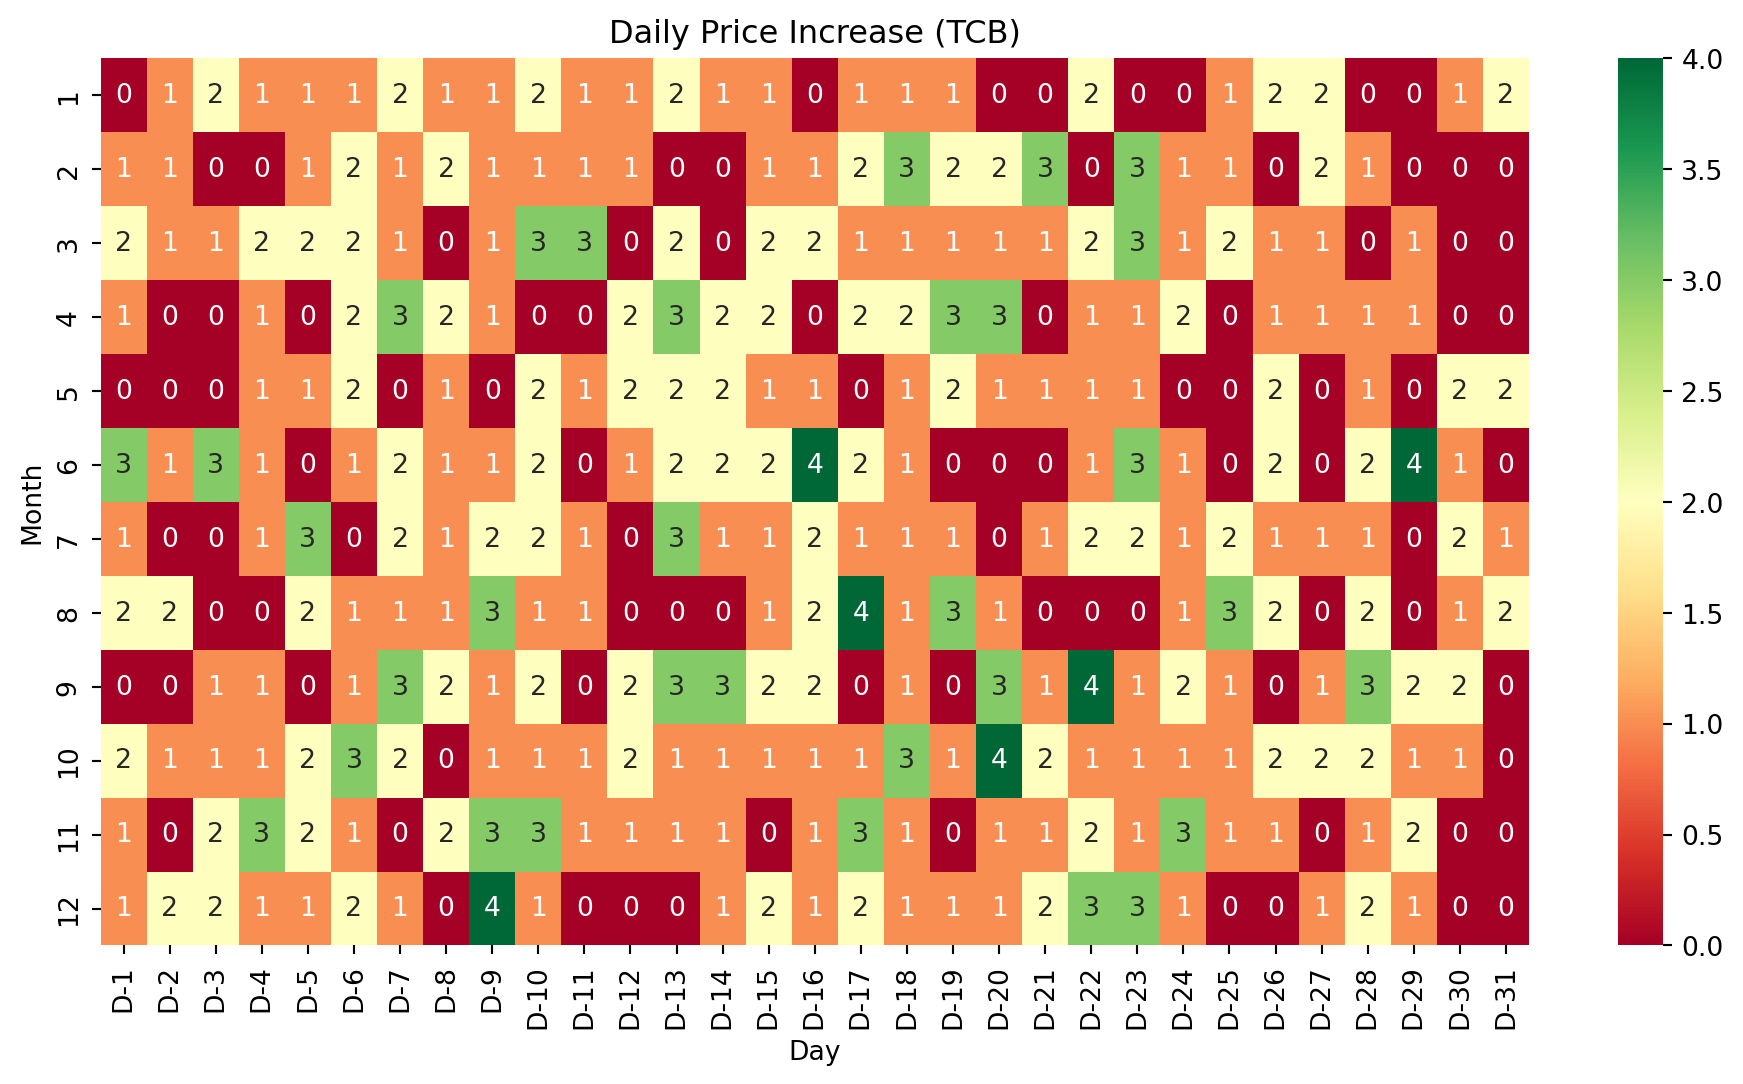 Daily Price Increase (TCB)
1 0 1 2 1 1 1 2 1 1 2 1 1 2 1 1 0 1 1 1 0 0 2 0 0 1 2 2 0 0 1 2
2 1 1 0 0 1 2 1 2 1 1 1 1 0 0 1 1 2 3 2 2 3 0 3 1 1 0 2 1 0 0 0
3 2 1 1 2 2 2 1 0 1 3 3 0 2 0 2 2 1 1 1 1 1 2 3 1 2 1 1 0 1 0 0
4 1 0 0 1 0 2 3 2 1 0 0 2 3 2 2 0 2 2 3 3 0 1 1 2 0 1 1 1 1 0 0
5 0 0 0 1 1 2 0 1 0 2 1 2 2 2 1 1 0 1 2 1 1 1 1 0 0 2 0 1 0 2 2
6 3 1 3 1 0 1 2 1 1 2 0 1 2 2 2 4 2 1 0 0 0 1 3 1 0 2 0 2 4 1 0
7 1 0 0 1 3 0 2 1 2 2 1 0 3 1 1 2 1 1 1 0 1 2 2 1 2 1 1 1 0 2 1
8 2 2 0 0 2 1 1 1 3 1 1 0 0 0 1 2 4 1 3 1 0 0 0 1 3 2 0 2 0 1 2
9 0 0 1 1 0 1 3 2 1 2 0 2 3 3 2 2 0 1 0 3 1 4 1 2 1 0 1 3 2 2 0
10 2 1 1 1 2 3 2 0 1 1 1 2 1 1 1 1 1 3 1 4 2 1 1 1 1 2 2 2 1 1 0
11 1 0 2 3 2 1 0 2 3 3 1 1 1 1 0 1 3 1 0 1 1 2 1 3 1 1 0 1 2 0 0
12 1 2 2 1 1 2 1 0 4 1 0 0 0 1 2 1 2 1 1 1 2 3 3 1 0 0 1 2 1 0 0
D-1 D-2 D-3 D-4 D-5 D-6 D-7 D-8 D-9 D-10 D-11 D-12 D-13 D-14 D-15 D-16 D-17 D-18 D-19 D-20 D-21 D-22 D-23 D-24 D-25 D-26 D-27 D-28 D-29 D-30 D-31
Day
Month
4.0
3.5
3.0
2.5
2.0
1.5
1.0
0.5
0.0